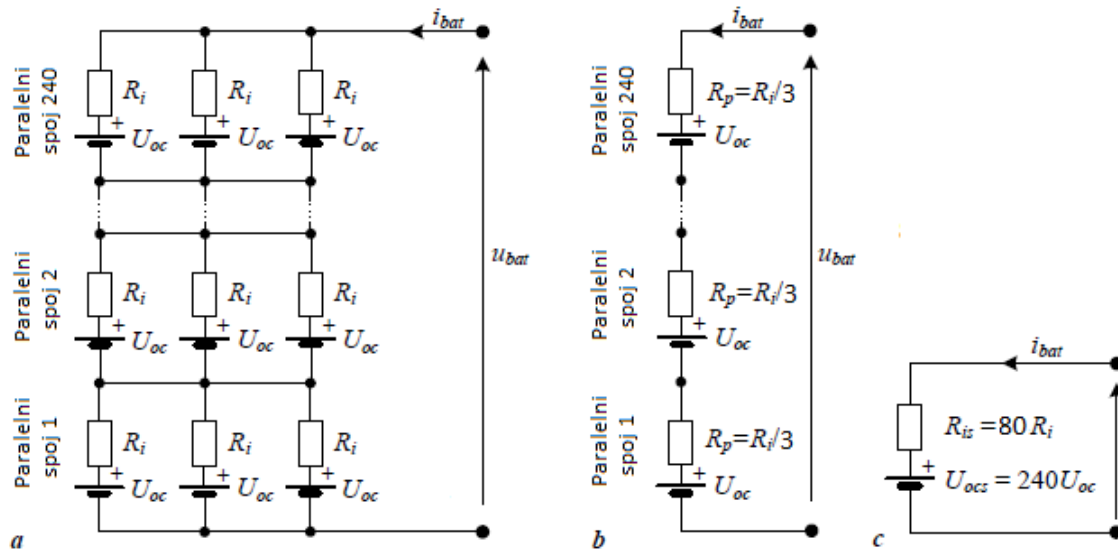 i_bat
Paralelni
spoj 240
R_i
R_i
R_i
+
+
+
U_oc
U_oc
U_oc
u_bat
Paralelni
spoj 2
R_i
R_i
R_i
+
+
+
U_oc
U_oc
U_oc
Paralelni
spoj 1
R_i
R_i
R_i
+
+
+
U_oc
U_oc
U_oc
a
i_bat
Paralelni
spoj 240
R_p=R_i/3
+
U_oc
u_bat
Paralelni
spoj 2
R_p=R_i/3
+
U_oc
Paralelni
spoj 1
R_p=R_i/3
+
U_oc
b
i_bat
R_is = 80 R_i
+
U_ocs = 240U_oc
c